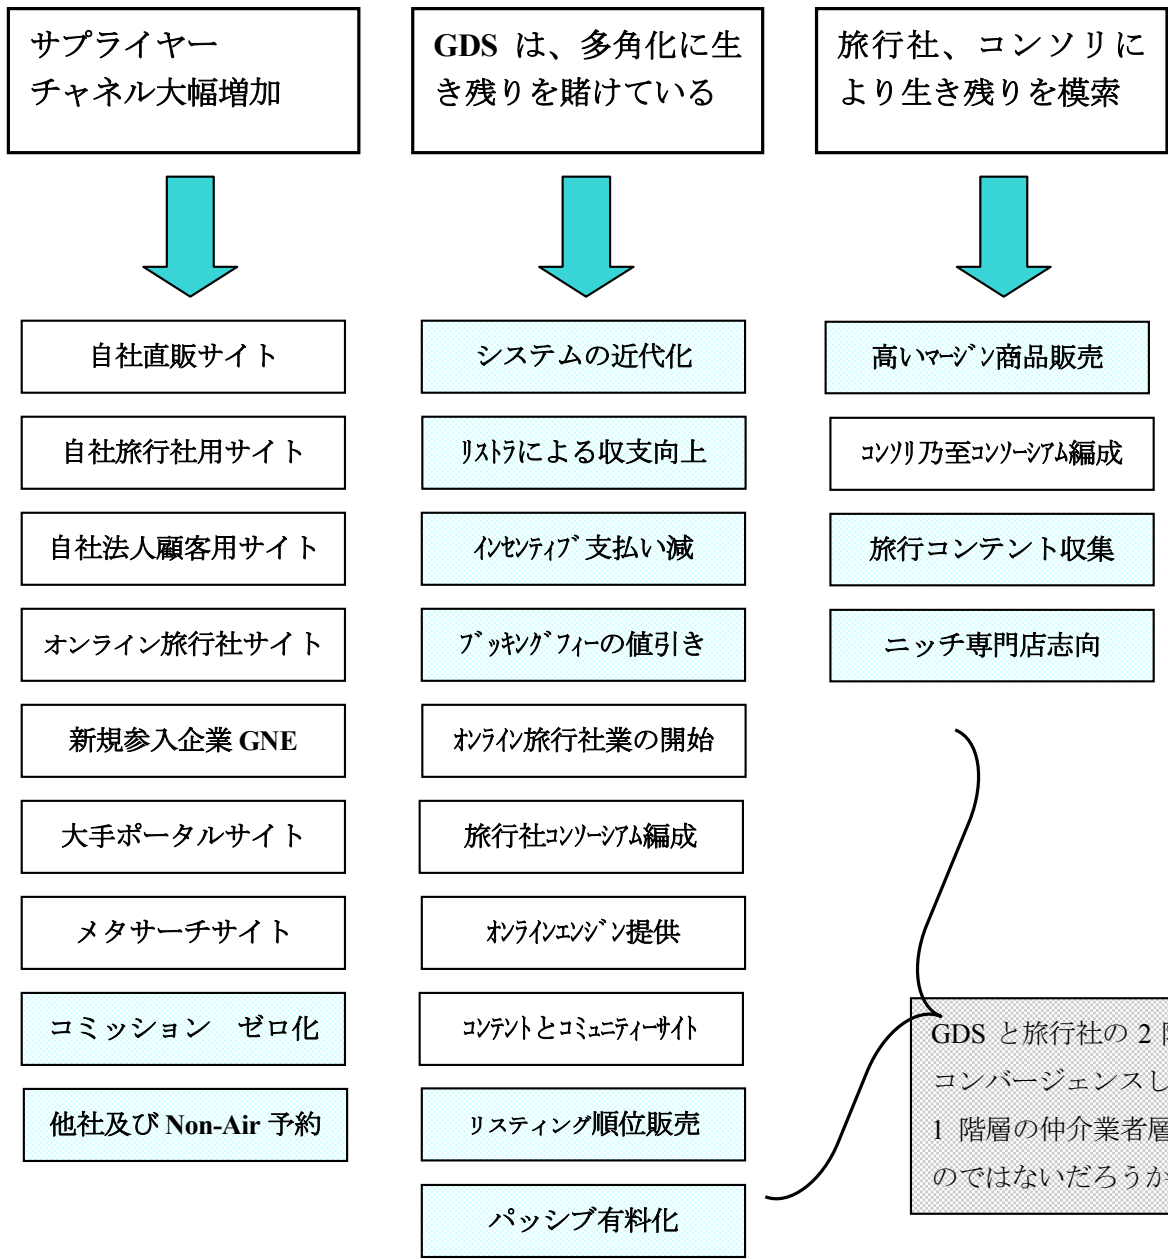 サプライヤー
チャネル大幅増加
GDS は、多角化に生
き残りを賭けている
旅行社、コンソリに
より生き残りを模索
自社直販サイト
自社旅行社用サイト
自社法人顧客用サイト
オンライン旅行社サイト
新規参入企業 GNE
大手ポータルサイト
メタサーチサイト
コミッション　ゼロ化
他社及び Non-Air 予約
システムの近代化
ﾘｽﾄﾗによる収支向上
ｲﾝｾﾝﾃｨﾌﾞ支払い減
ﾌﾞｯｷﾝｸﾞﾌｨｰの値引き
ｵﾝﾗｲﾝ旅行社業の開始
旅行社ｺﾝｿｰｼｱﾑ編成
ｵﾝﾗｲﾝｴﾝｼﾞﾝ提供
ｺﾝﾃﾝﾄとｺﾐｭﾆﾃｨｰｻｲﾄ
リスティング順位販売
パッシブ有料化
高いﾏｰｼﾞﾝ商品販売
ｺﾝｿﾘ乃至ｺﾝｿｰｼｱﾑ編成
旅行コンテント収集
ニッチ専門店志向
GDS と旅行社の 2
コンバージェンスし
1 階層の仲介業者層
のではないだろうか